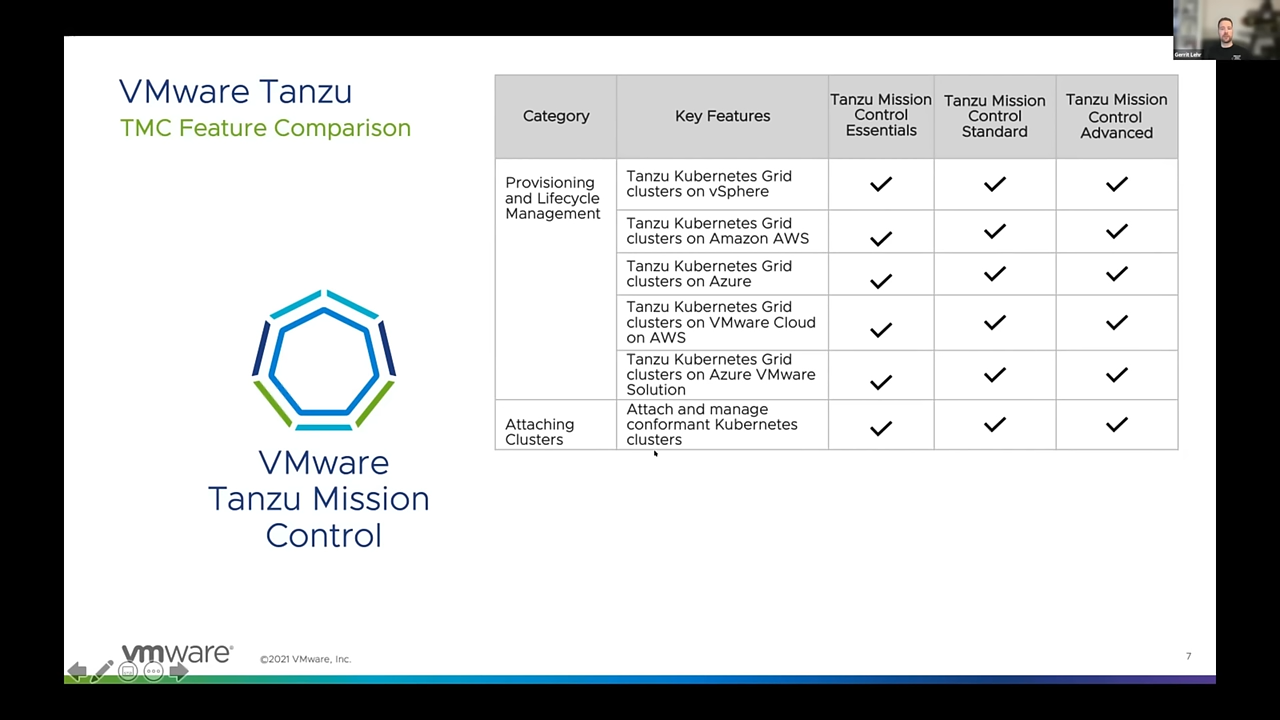 Gerrit Lehr
VMware Tanzu
TMC Feature Comparison
VMware
Tanzu Mission
Control
Category
Key Features
Tanzu Mission
Control
Essentials
Tanzu Mission
Control
Standard
Tanzu Mission
Control
Advanced
Provisioning
and Lifecycle
Management
Tanzu Kubernetes Grid
clusters on vSphere
Tanzu Kubernetes Grid
clusters on Amazon AWS
Tanzu Kubernetes Grid
clusters on Azure
Tanzu Kubernetes Grid
clusters on VMware Cloud
on AWS
Tanzu Kubernetes Grid
clusters on Azure VMware
Solution
Attaching
Clusters
Attach and manage
conformant Kubernetes
clusters
vmware®
©2021 VMware, Inc.
7